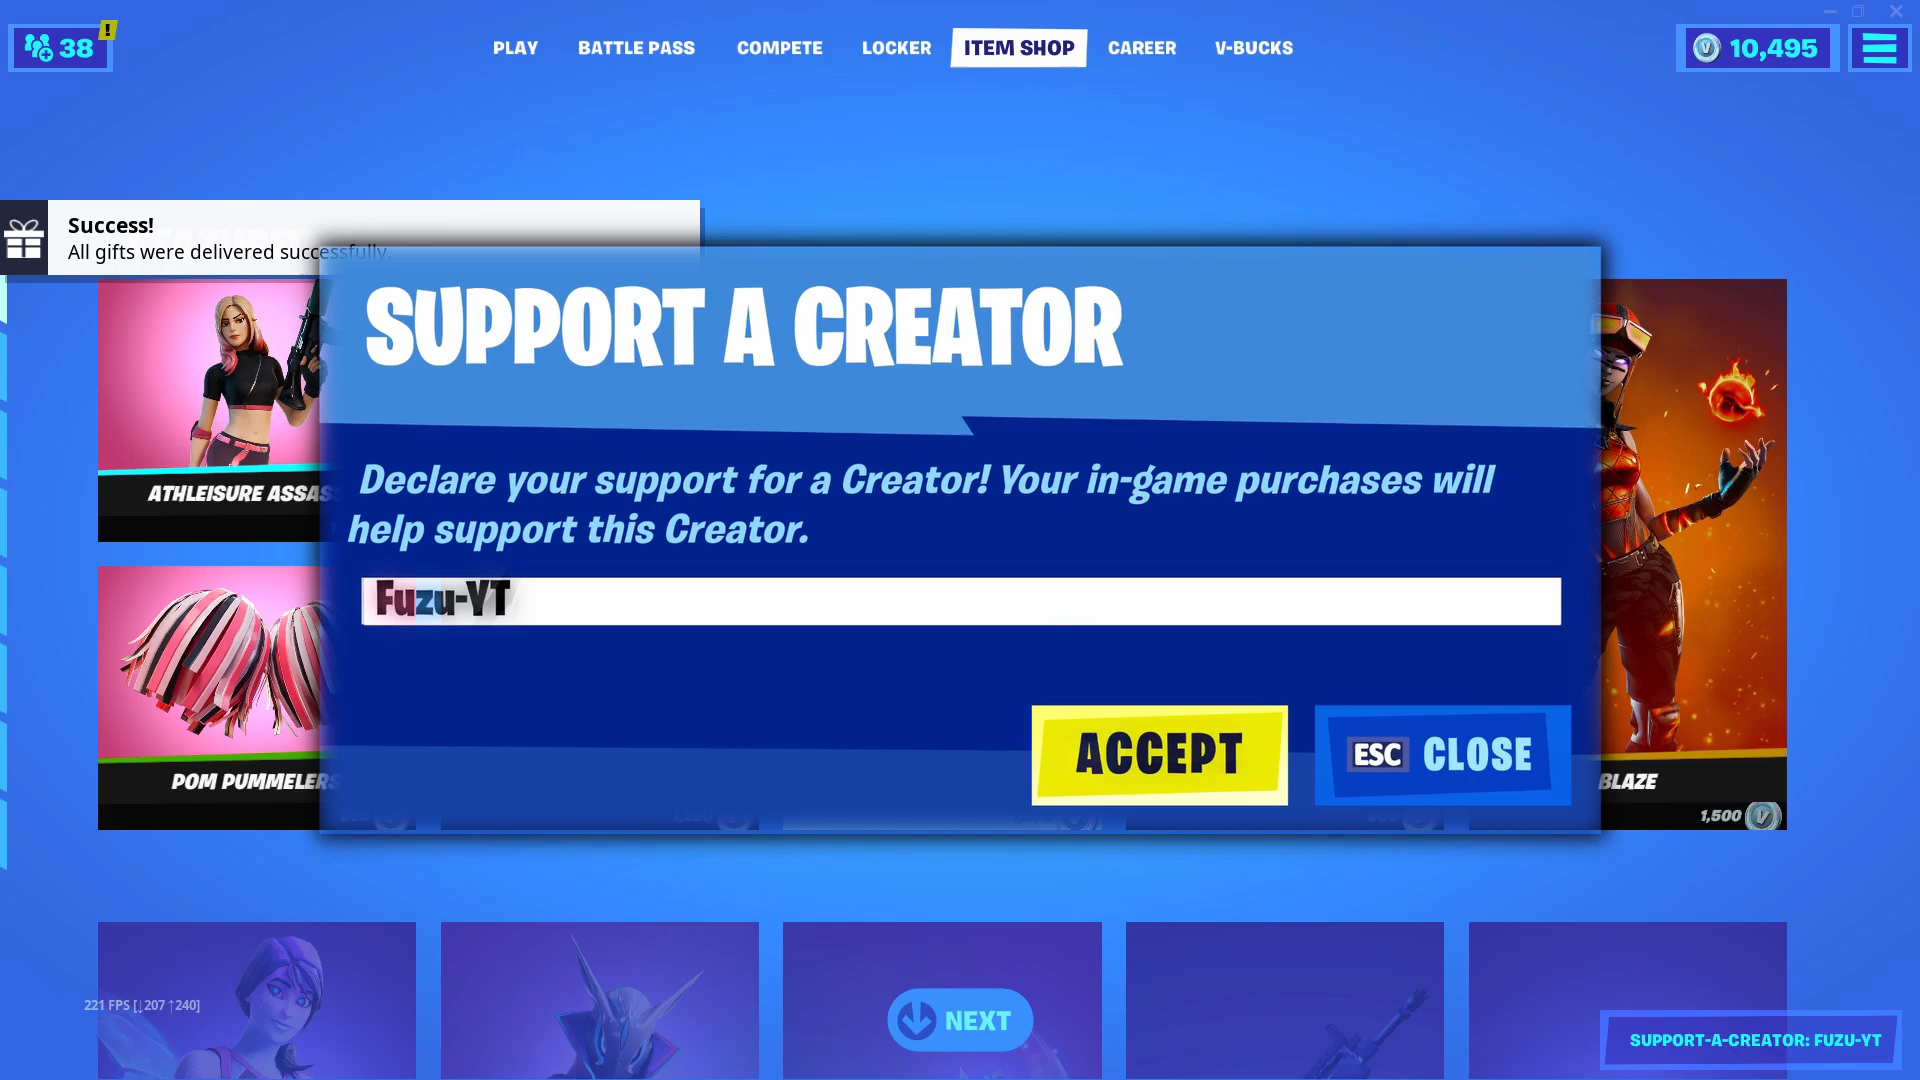 38
!
PLAY
BATTLE PASS
COMPETE
LOCKER
ITEM SHOP
CAREER
V-BUCKS
10,495
Success!
All gifts were delivered successfully.
SUPPORT A CREATOR
Declare your support for a Creator! Your in-game purchases will
help support this Creator.
Fuzu-YT
ACCEPT
ESC CLOSE
ATHLEISURE ASSAS
POM PUMMELERS
BLAZE
1,500
221 FPS [↓207 ↑240]
NEXT
SUPPORT-A-CREATOR: FUZU-YT